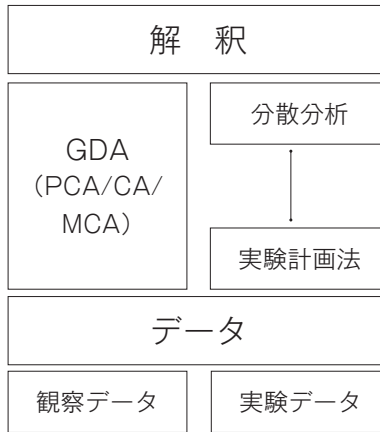 解　釈
GDA
（PCA/CA/
MCA）
分散分析
実験計画法
データ
観察データ
実験データ